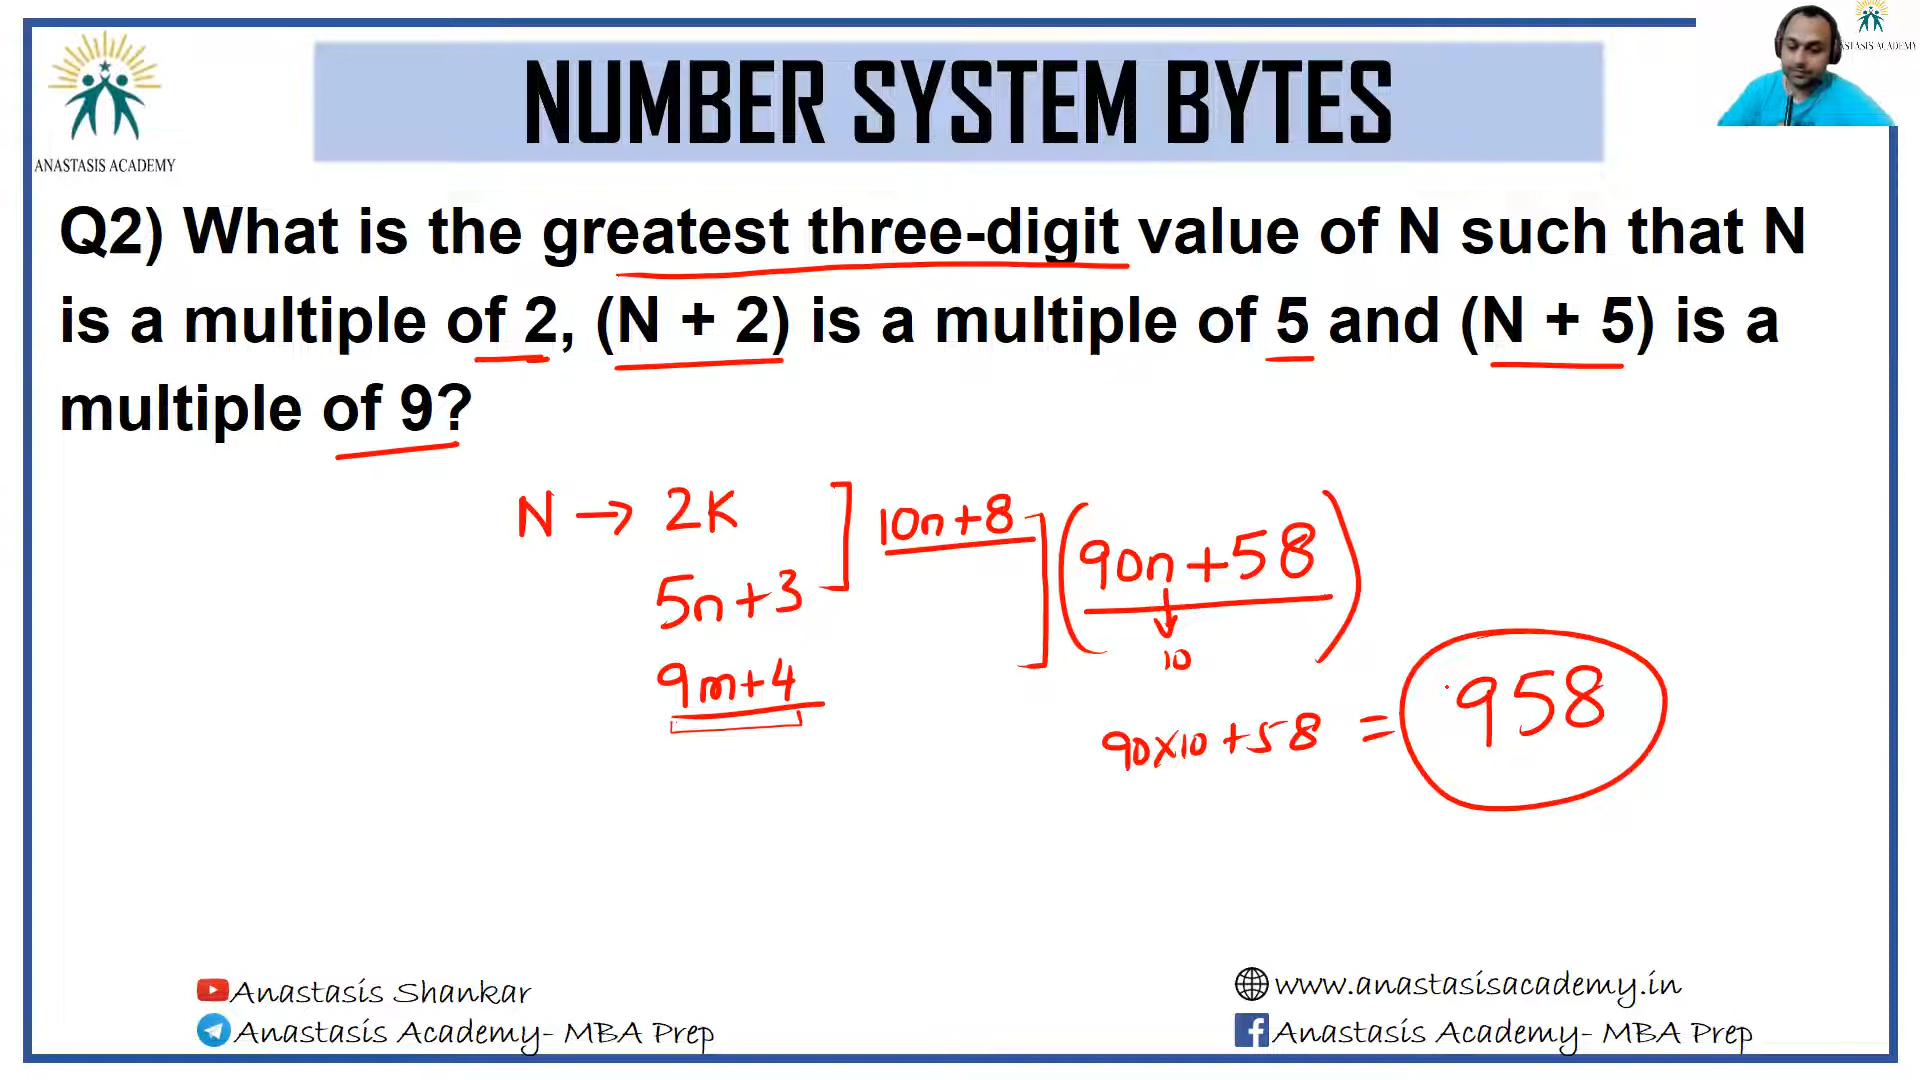 NUMBER SYSTEM BYTES
ANASTASIS ACADEMY
STASIS ACADEMY
Q2) What is the greatest three-digit value of N such that N
is a multiple of 2, (N + 2) is a multiple of 5 and (N + 5) is a
multiple of 9?
N → 2K
10n+8
90n+58
5n+3
10
9m+4
90x10+58 = 958
Anastasis Shankar
www.anastasisacademy.in
Anastasis Academy- MBA Prep
Anastasis Academy- MBA Prep